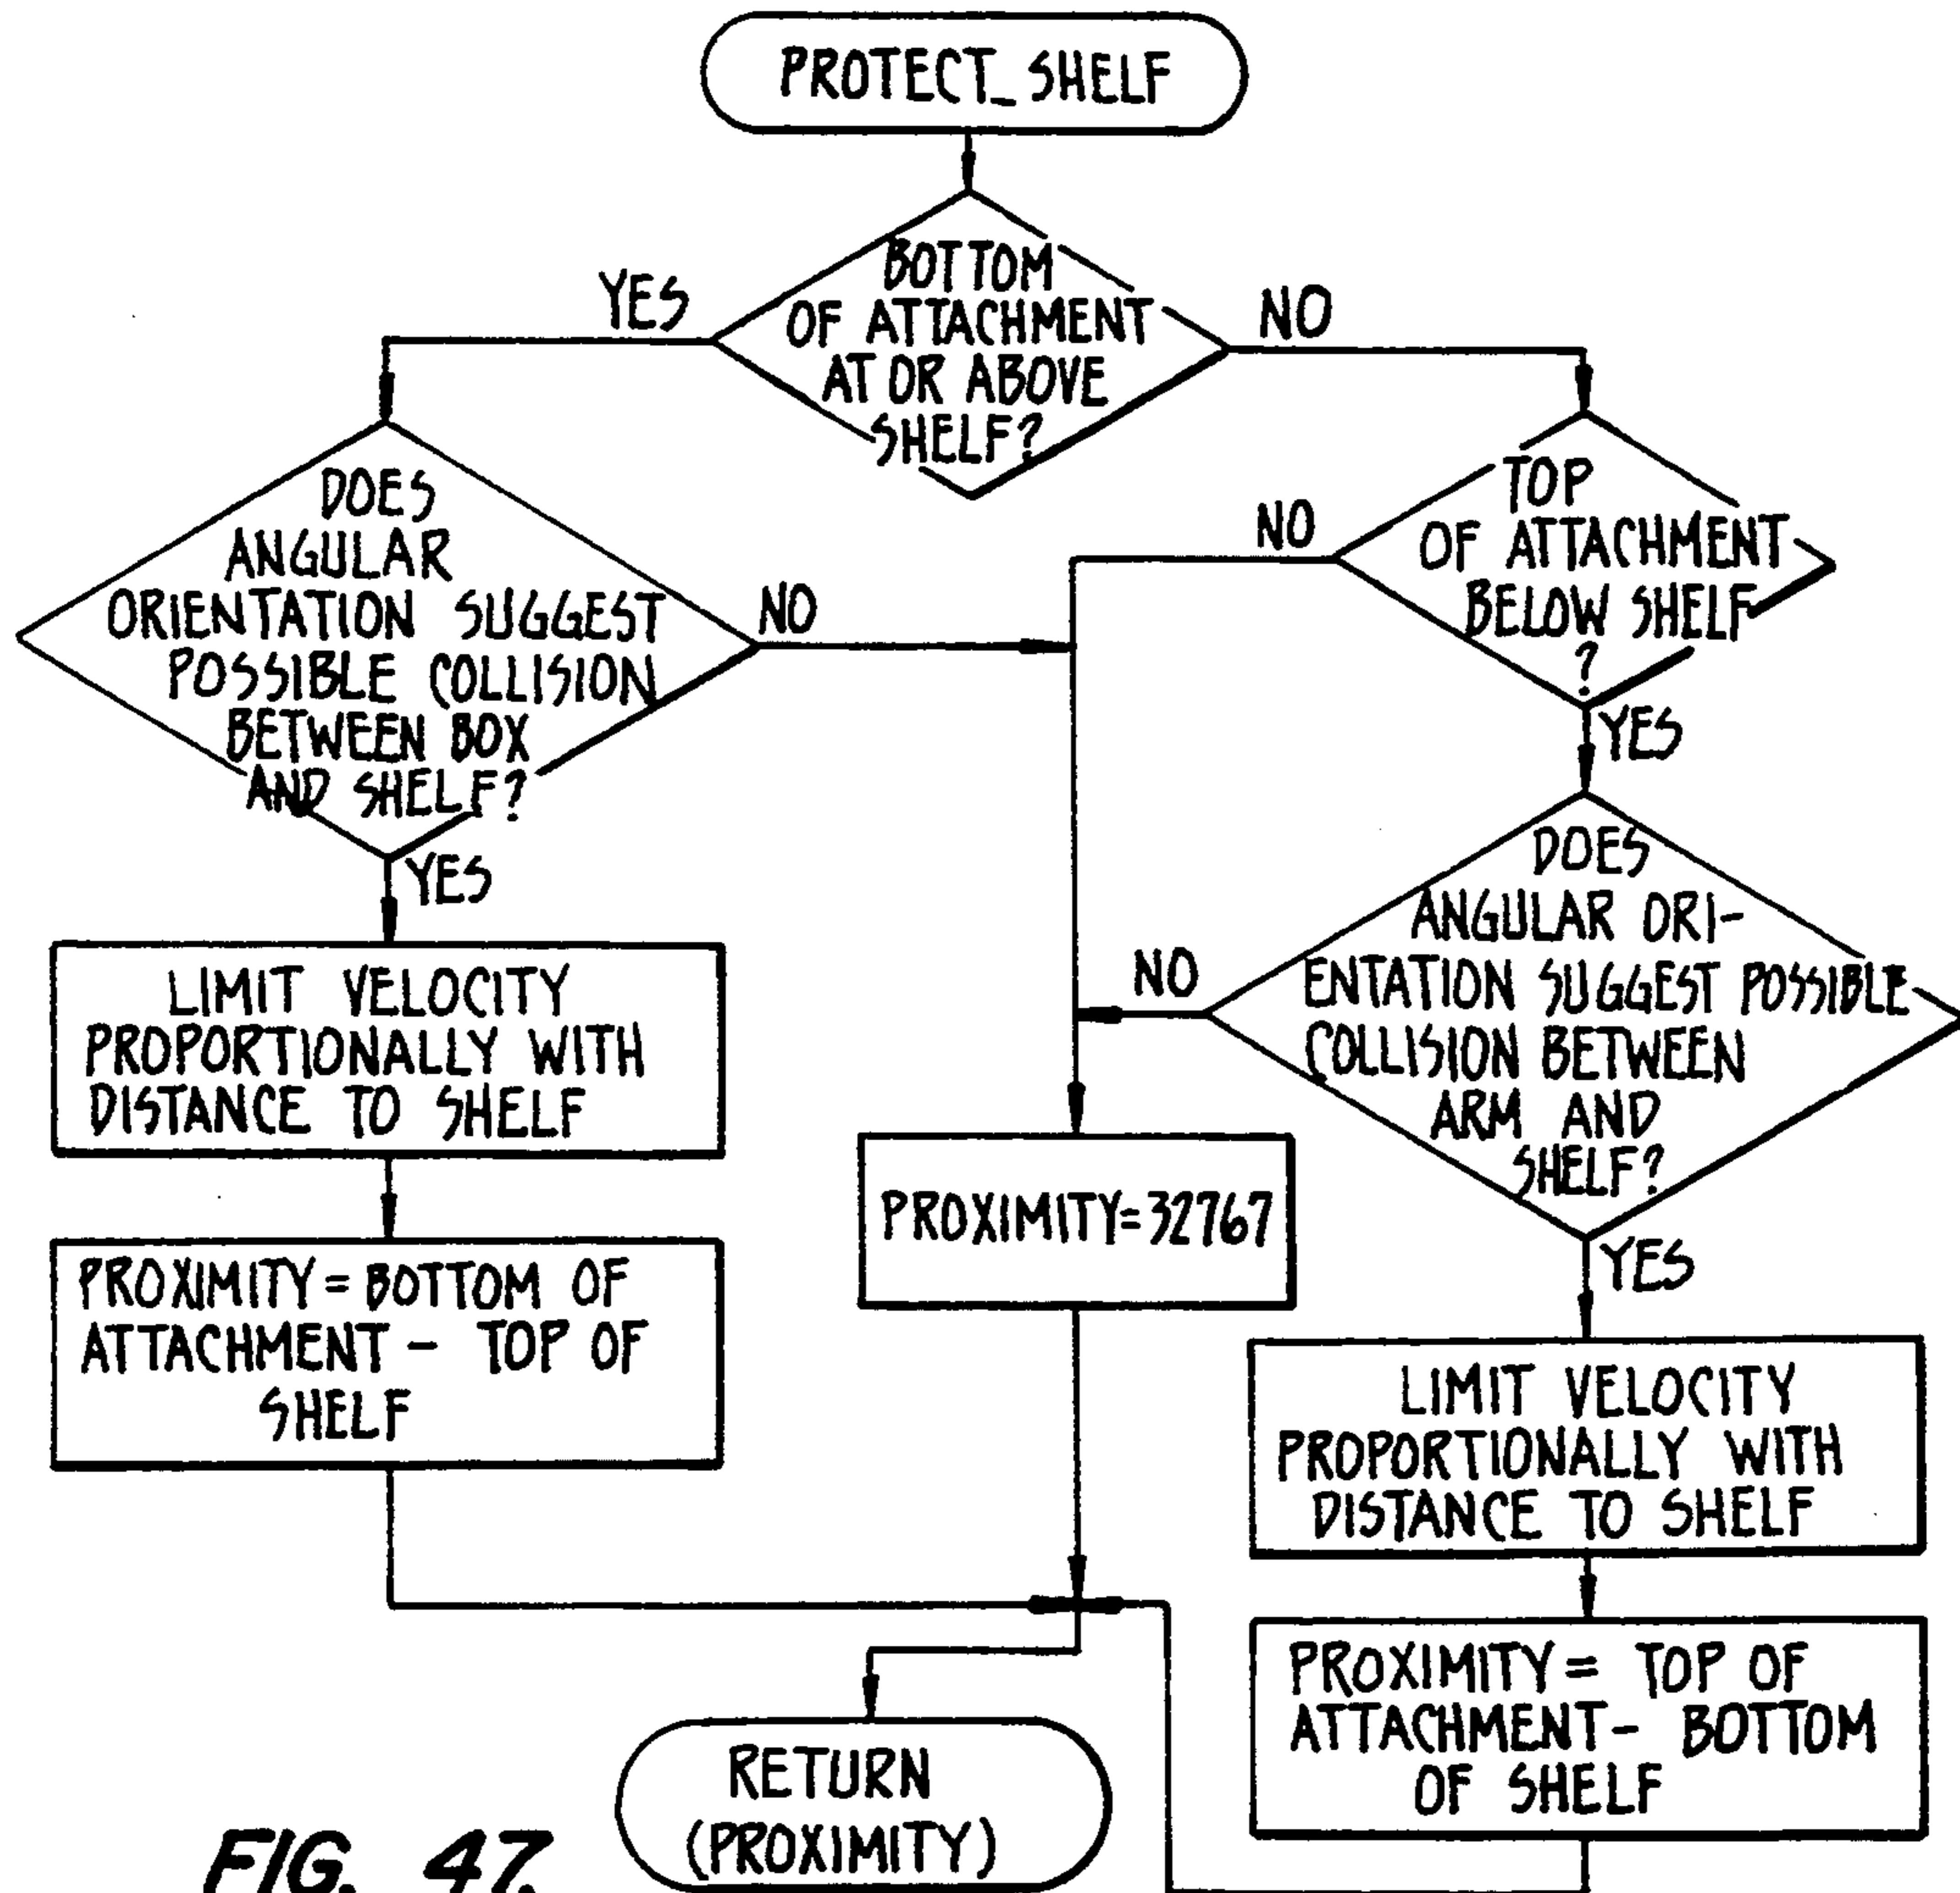 PROTECT_SHELF
BOTTOM
OF ATTACHMENT
AT OR ABOVE
SHELF?
YES
NO
DOES
ANGULAR
ORIENTATION SUGGEST
POSSIBLE COLLISION
BETWEEN BOX
AND SHELF?
NO
YES
TOP
OF ATTACHMENT
BELOW SHELF
?
NO
YES
DOES
ANGULAR ORI-
ENTATION SUGGEST POSSIBLE
COLLISION BETWEEN
ARM AND
SHELF?
NO
YES
LIMIT VELOCITY
PROPORTIONALLY WITH
DISTANCE TO SHELF
PROXIMITY = BOTTOM OF
ATTACHMENT - TOP OF
SHELF
PROXIMITY=32767
LIMIT VELOCITY
PROPORTIONALLY WITH
DISTANCE TO SHELF
PROXIMITY = TOP OF
ATTACHMENT - BOTTOM
OF SHELF
RETURN
(PROXIMITY)
FIG. 47.